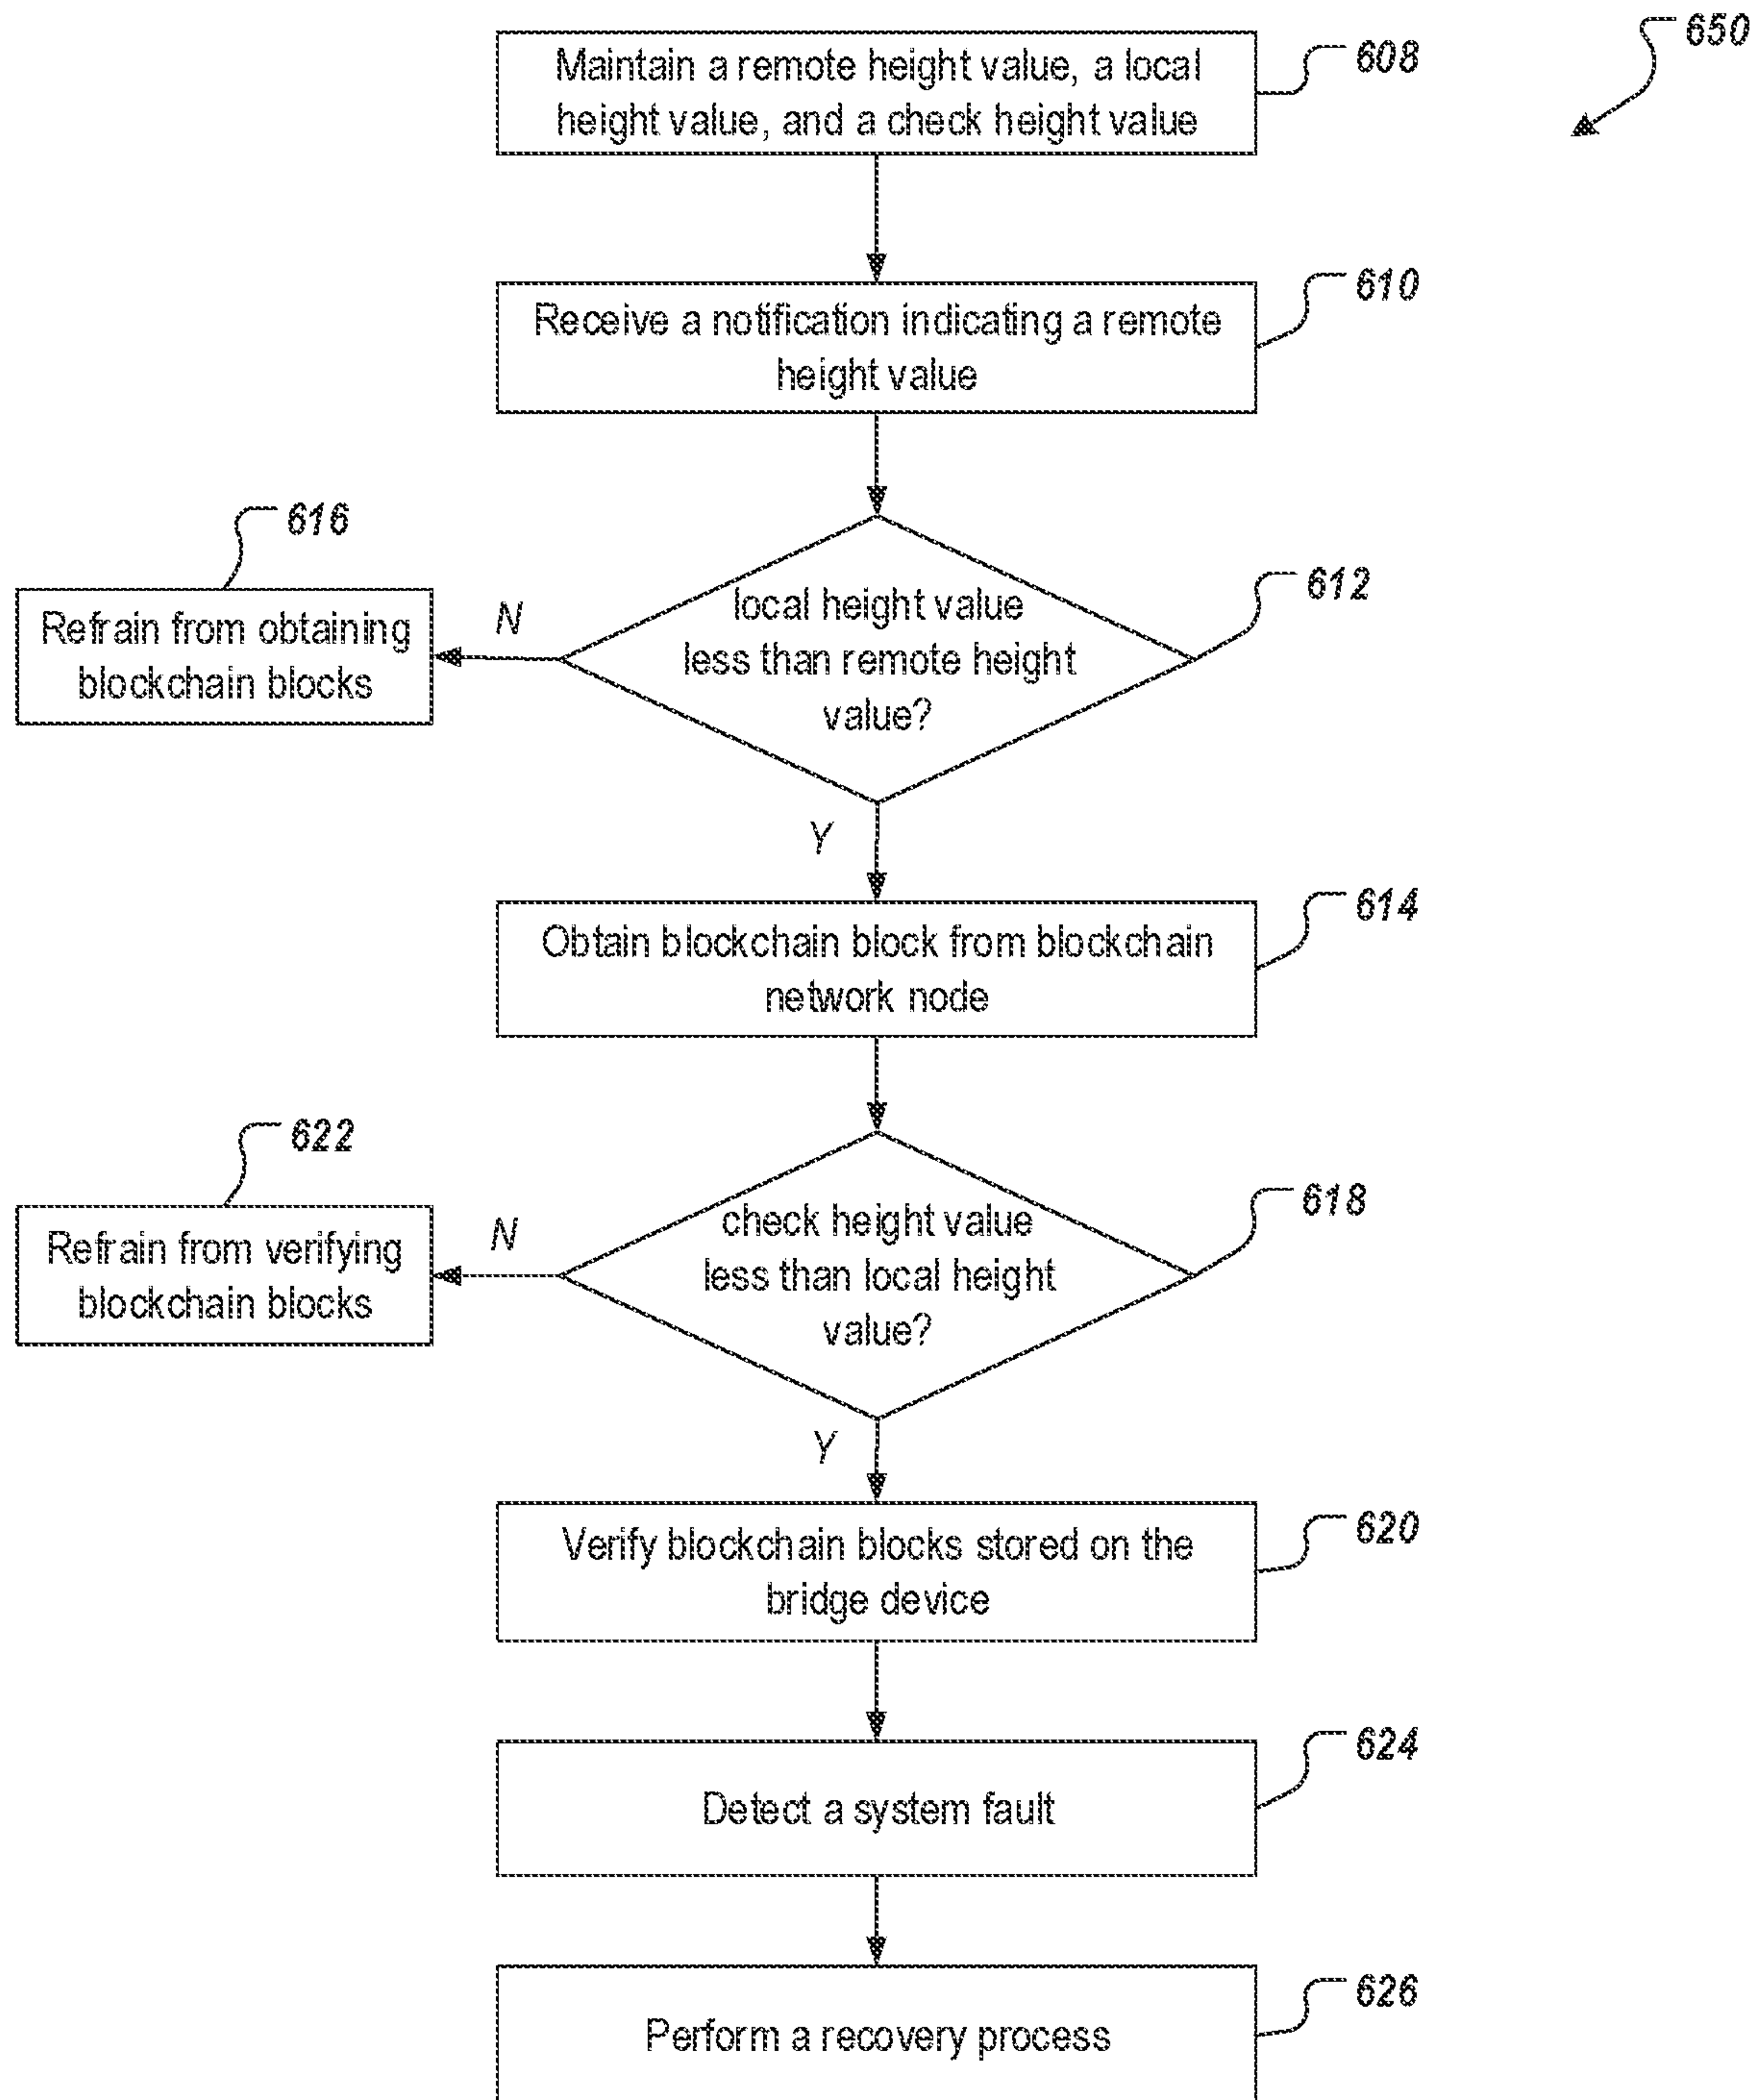 650
Maintain a remote height value, a local
height value, and a check height value
608
Receive a notification indicating a remote
height value
610
616
Refrain from obtaining
blockchain blocks
N
local height value
less than remote height
value?
612
Y
Obtain blockchain block from blockchain
network node
614
622
Refrain from verifying
blockchain blocks
N
check height value
less than local height
value?
618
Y
Verify blockchain blocks stored on the
bridge device
620
Detect a system fault
624
Perform a recovery process
626